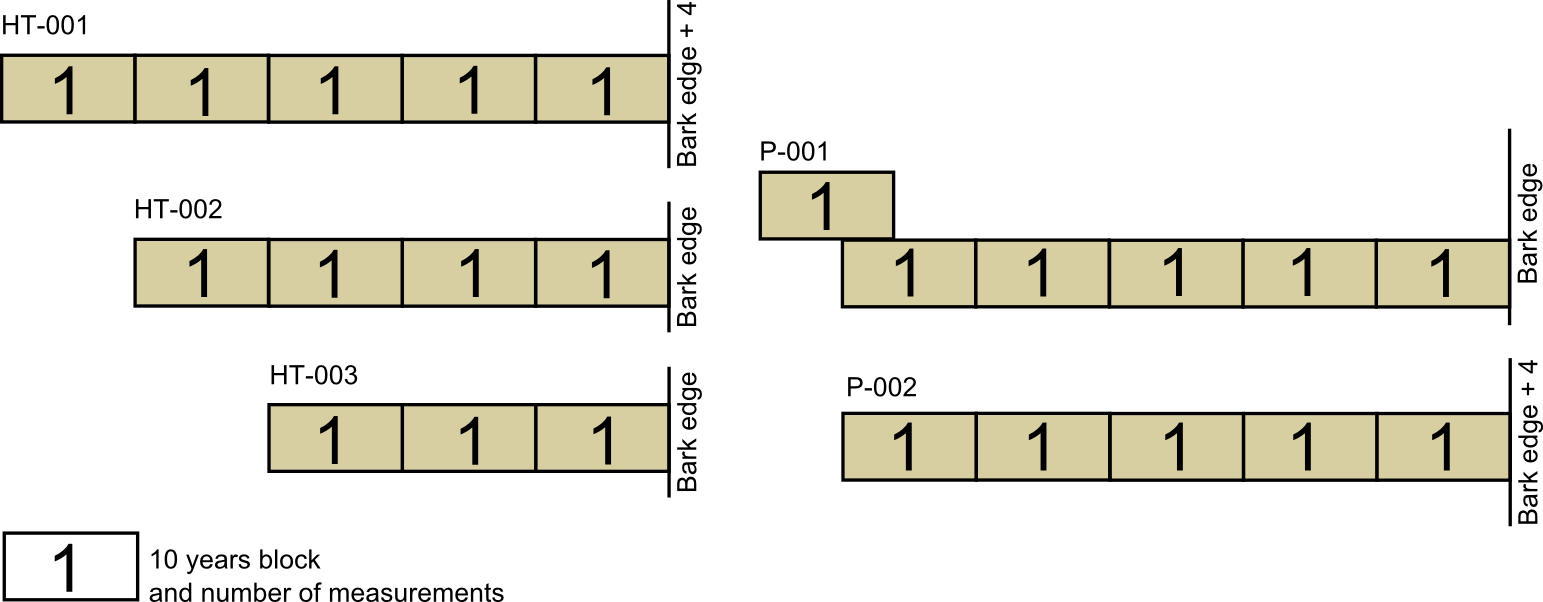 HT-001
1 1 1 1 1
Bark edge + 4
HT-002
1 1 1 1
Bark edge
HT-003
1 1 1
Bark edge
P-001
1
1 1 1 1 1
Bark edge
P-002
1 1 1 1 1
Bark edge + 4
1
10 years block
and number of measurements